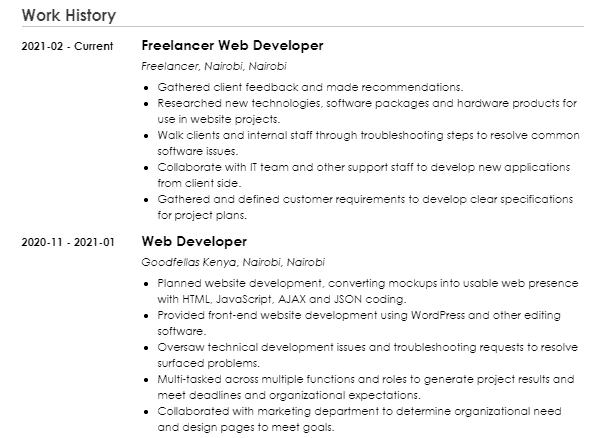 Work History
2021-02 - Current
Freelancer Web Developer
Freelancer, Nairobi, Nairobi
• Gathered client feedback and made recommendations.
• Researched new technologies, software packages and hardware products for
use in website projects.
• Walk clients and internal staff through troubleshooting steps to resolve common
software issues.
• Collaborate with IT team and other support staff to develop new applications
from client side.
• Gathered and defined customer requirements to develop clear specifications
for project plans.
2020-11 - 2021-01
Web Developer
Goodfellas Kenya, Nairobi, Nairobi
• Planned website development, converting mockups into usable web presence
with HTML, JavaScript, AJAX and JSON coding.
• Provided front-end website development using WordPress and other editing
software.
• Oversaw technical development issues and troubleshooting requests to resolve
surfaced problems.
• Multi-tasked across multiple functions and roles to generate project results and
meet deadlines and organizational expectations.
• Collaborated with marketing department to determine organizational need
and design pages to meet goals.